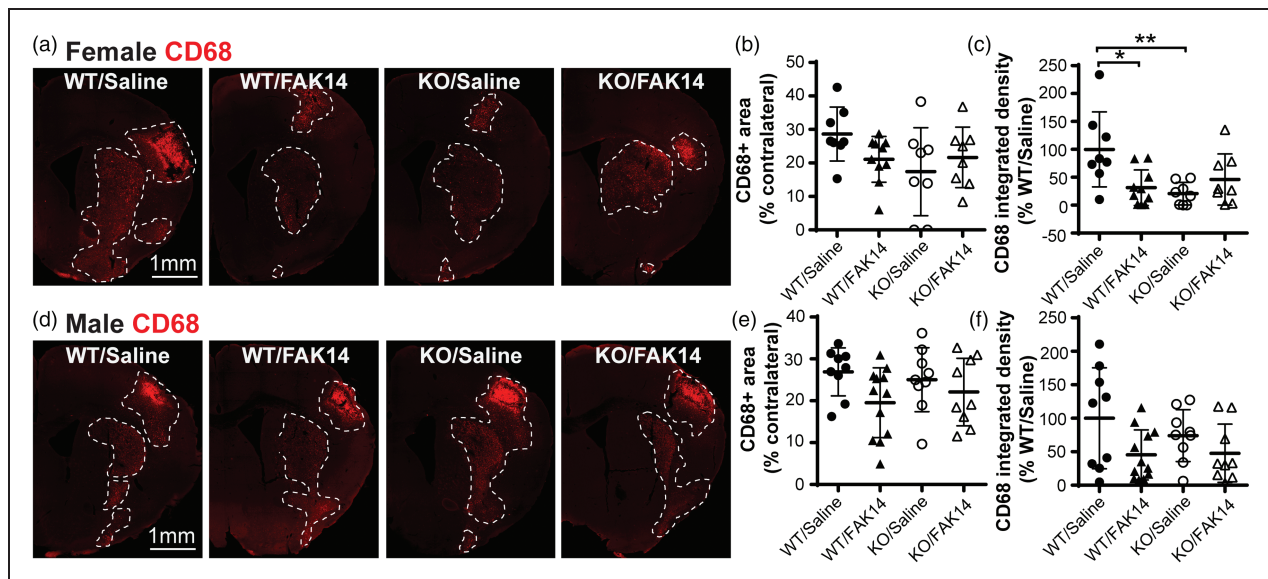 (a) Female CD68
WT/Saline WT/FAK14 KO/Saline KO/FAK14
1mm
(b)
CD68+ area
(% contralateral)
50
40
30
20
10
0
WT/Saline WT/FAK14 KO/Saline KO/FAK14
(c)
CD68 integrated density
(% WT/Saline)
250
200
150
100
50
0
-50
**
*
WT/Saline WT/FAK14 KO/Saline KO/FAK14
(d) Male CD68
WT/Saline WT/FAK14 KO/Saline KO/FAK14
1mm
(e)
CD68+ area
(% contralateral)
40
30
20
10
0
WT/Saline WT/FAK14 KO/Saline KO/FAK14
(f)
CD68 integrated density
(% WT/Saline)
250
200
150
100
50
0
WT/Saline WT/FAK14 KO/Saline KO/FAK14